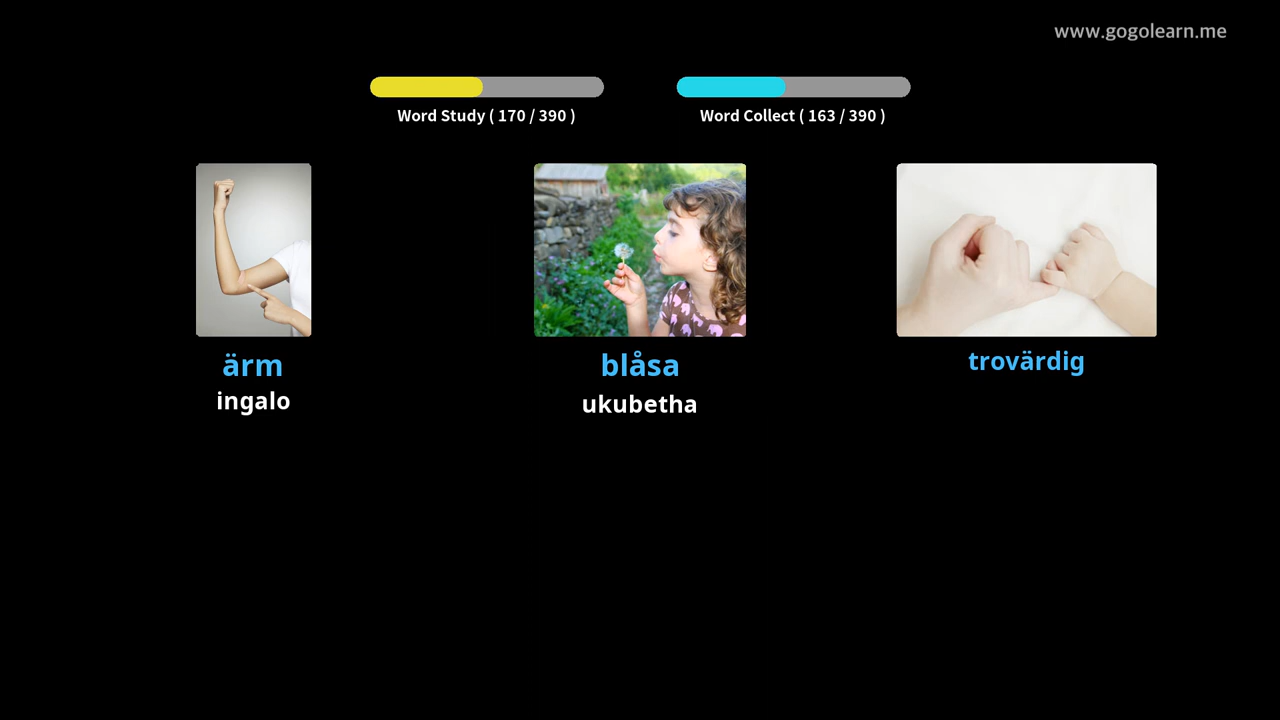 www.gogolearn.me
Word Study ( 170 / 390 )
Word Collect ( 163 / 390 )
ärm
ingalo
blåsa
ukubetha
trovärdig